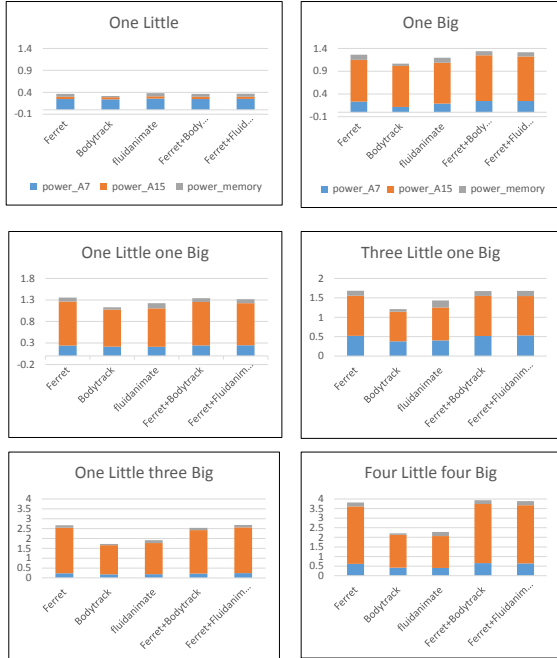 One Little
1.4
0.9
0.4
-0.1
Ferret
Bodytrack
fluidanimate
Ferret+Body...
Ferret+Fluid...
power_A7 power_A15 power_memory
One Big
1.4
0.9
0.4
-0.1
Ferret
Bodytrack
fluidanimate
Ferret+Body...
Ferret+Fluid...
power_A7 power_A15 power_memory
One Little one Big
1.8
1.3
0.8
0.3
-0.2
Ferret
Bodytrack
fluidanimate
Ferret+Bodytrack
Ferret+Fluidanim...
Three Little one Big
2
1.5
1
0.5
0
Ferret
Bodytrack
fluidanimate
Ferret+Bodytrack
Ferret+Fluidanim...
One Little three Big
4
3.5
3
2.5
2
1.5
1
0.5
0
Ferret
Bodytrack
fluidanimate
Ferret+Bodytrack
Ferret+Fluidanim...
Four Little four Big
4
3.5
3
2.5
2
1.5
1
0.5
0
Ferret
Bodytrack
fluidanimate
Ferret+Bodytrack
Ferret+Fluidanim...